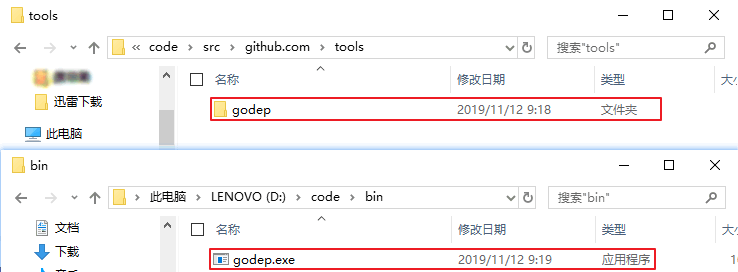 tools
« code > src > github.com > tools
搜索"tools"
名称 修改日期 类型 大小
迅雷下载
godep 2019/11/12 9:18 文件夹
此电脑
bin
> 此电脑 > LENOVO (D:) > code > bin
搜索"bin"
文档
名称 修改日期 类型 大小
下载
godep.exe 2019/11/12 9:19 应用程序